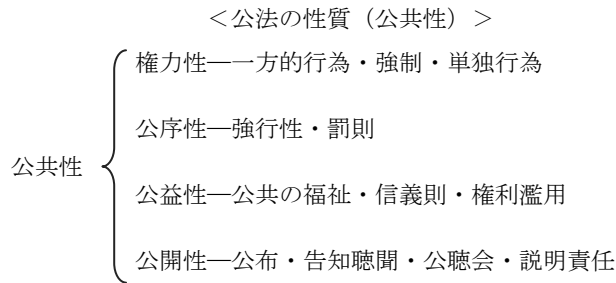 ＜公法の性質（公共性）＞
権力性―一方的行為・強制・単独行為
公序性―強行性・罰則
公共性
公益性―公共の福祉・信義則・権利濫用
公開性―公布・告知聴聞・公聴会・説明責任